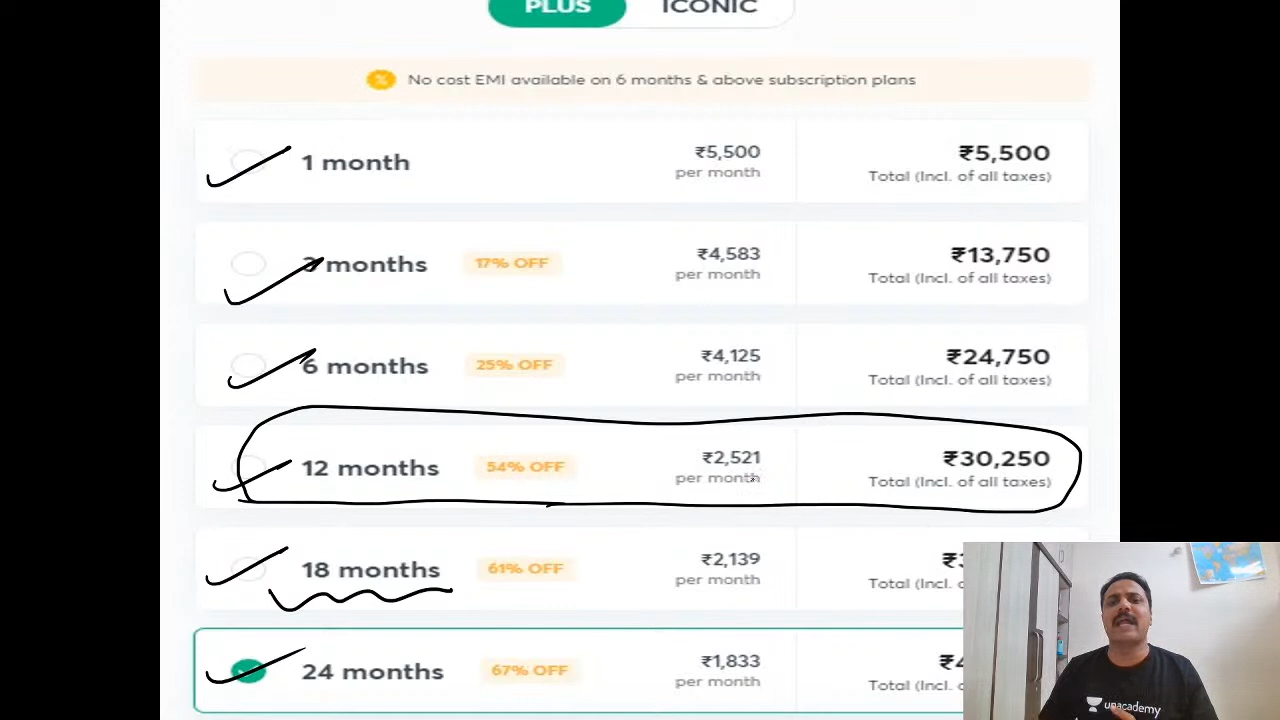 PLUS ICONIC
No cost EMI available on 6 months & above subscription plans
1 month ₹5,500 ₹5,500
per month Total (Incl. of all taxes)
months 17% OFF ₹4,583 ₹13,750
per month Total (Incl. of all taxes)
6 months 25% OFF ₹4,125 ₹24,750
per month Total (Incl. of all taxes)
12 months 54% OFF ₹2,521 ₹30,250
per month Total (Incl. of all taxes)
18 months 61% OFF ₹2,139
per month Total (Incl.
24 months 67% OFF ₹1,833
per month Total (Incl.
unacademy